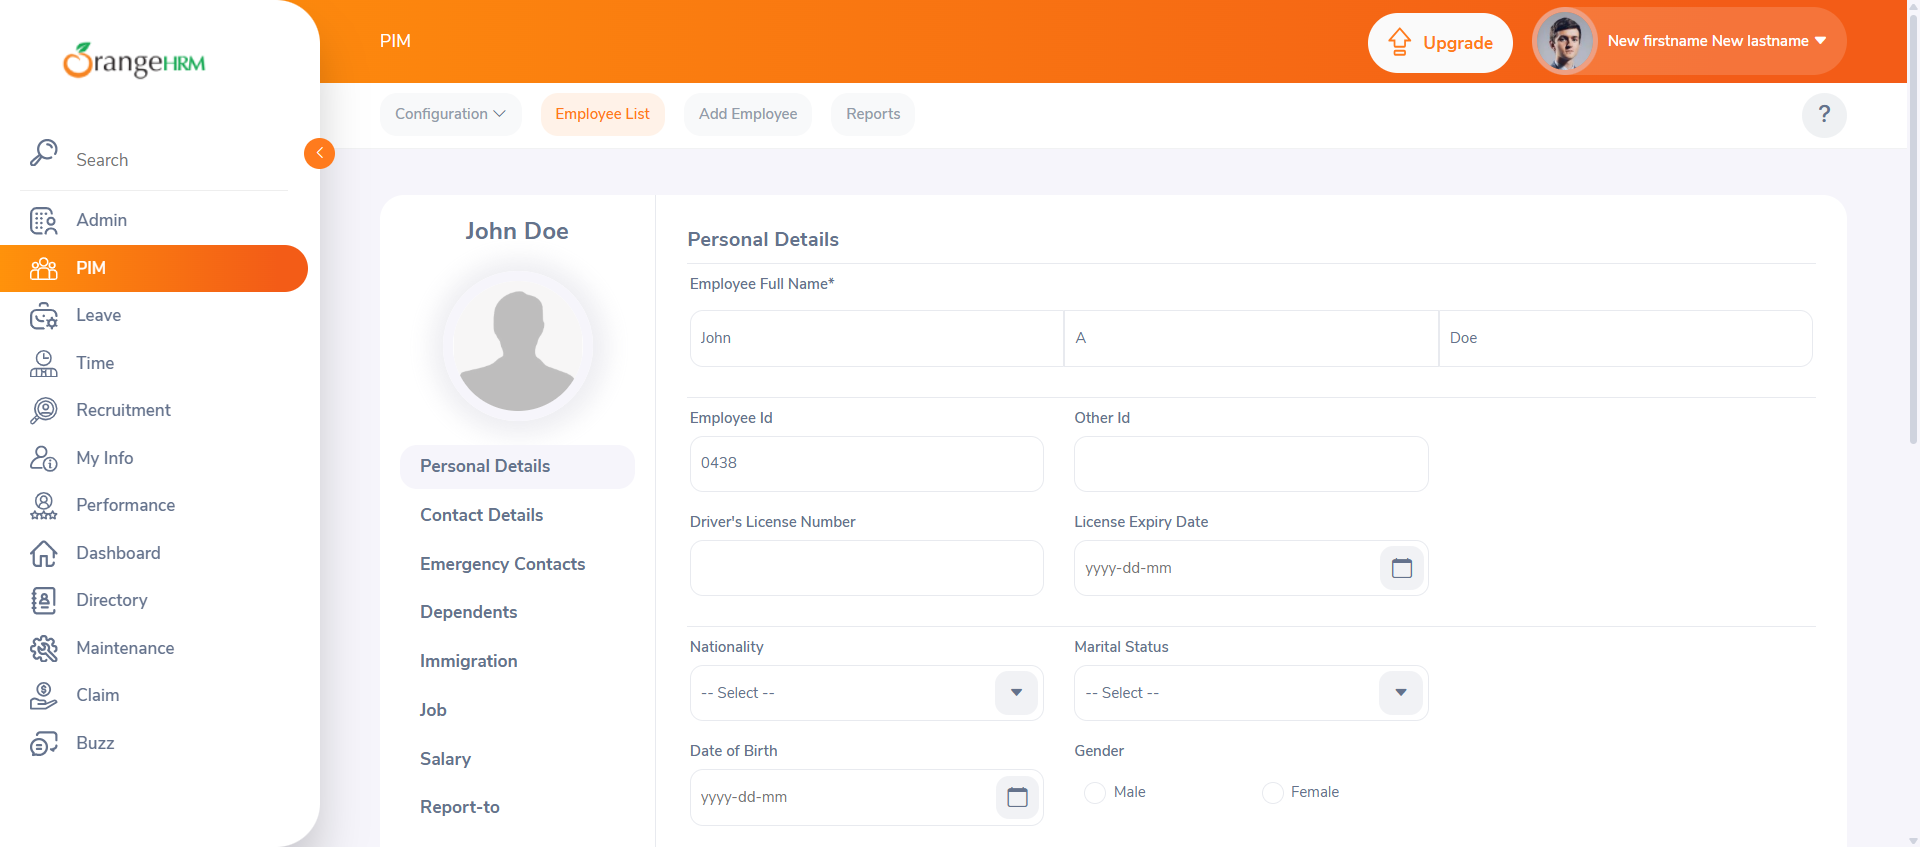 OrangeHRM
PIM
Upgrade
New firstname New lastname
Configuration
Employee List
Add Employee
Reports
?
Search
Admin
PIM
Leave
Time
Recruitment
My Info
Performance
Dashboard
Directory
Maintenance
Claim
Buzz
John Doe
Personal Details
Contact Details
Emergency Contacts
Dependents
Immigration
Job
Salary
Report-to
Personal Details
Employee Full Name*
John
A
Doe
Employee Id
Other Id
0438
Driver's License Number
License Expiry Date
yyyy-dd-mm
Nationality
Marital Status
-- Select --
-- Select --
Date of Birth
Gender
yyyy-dd-mm
Male
Female